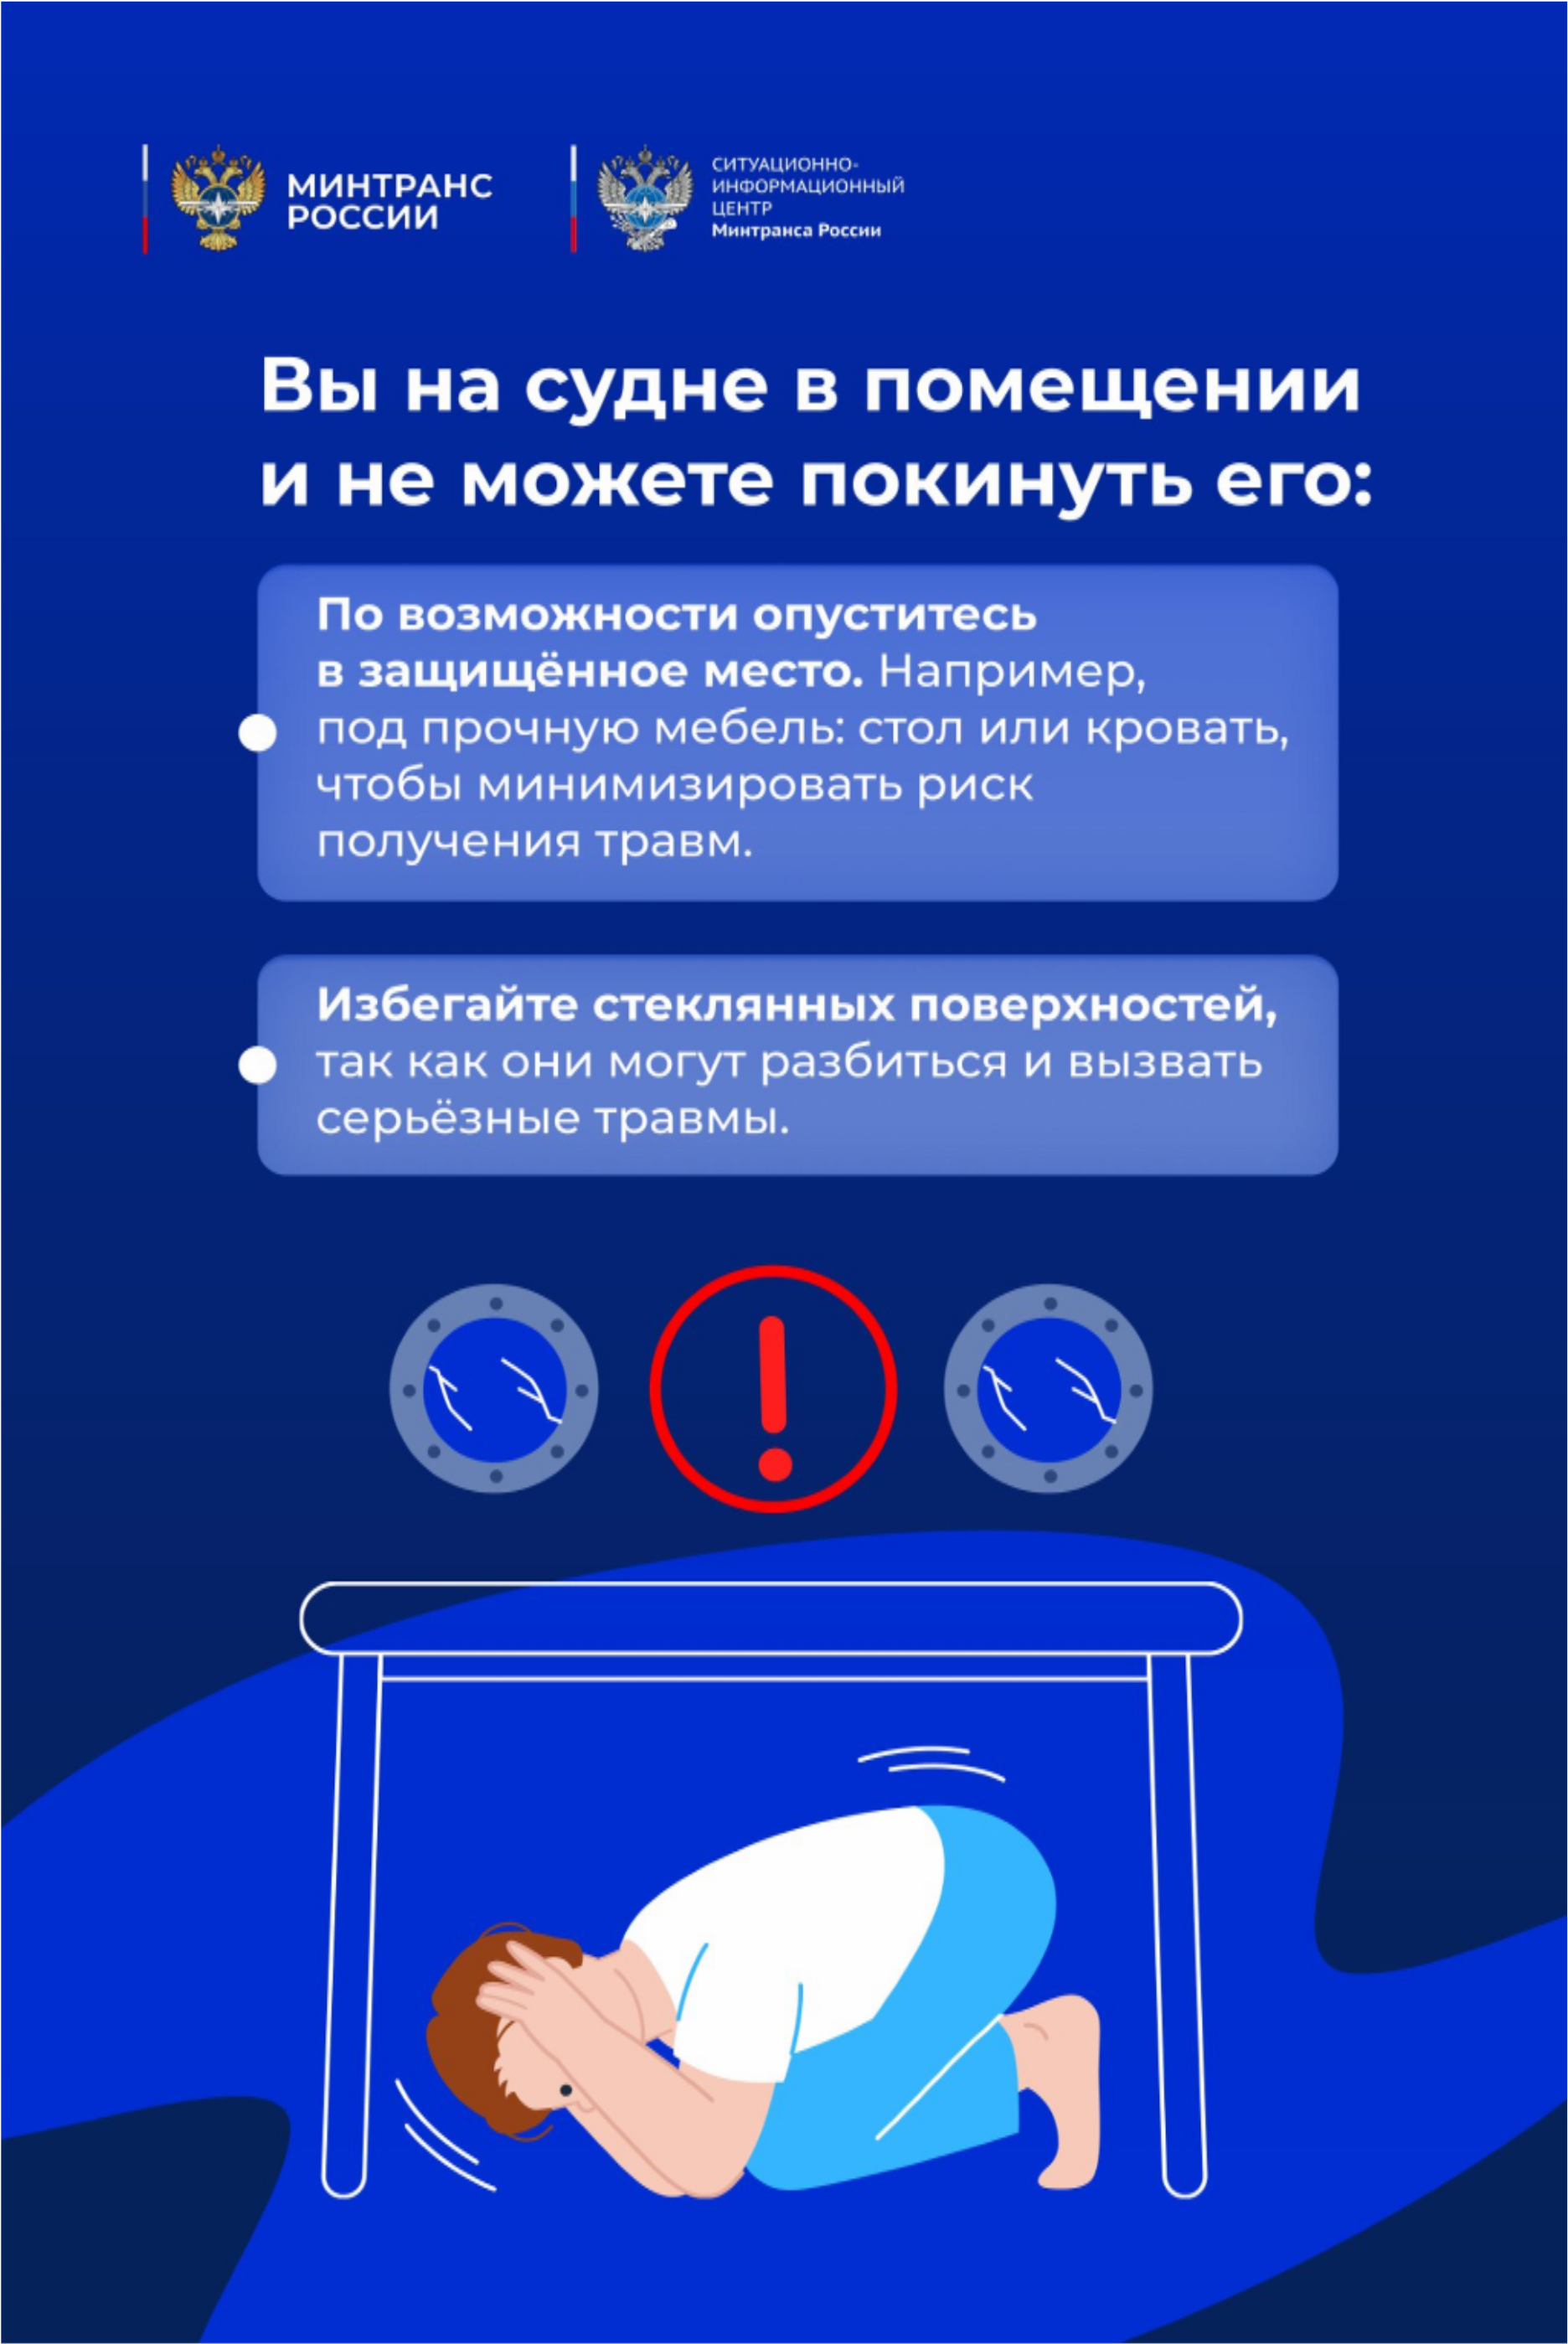 МИНТРАНС
РОССИИ
СИТУАЦИОННО-
ИНФОРМАЦИОННЫЙ
ЦЕНТР
Минтранса России
Вы на судне в помещении
и не можете покинуть его:
По возможности опуститесь
в защищённое место. Например,
под прочную мебель: стол или кровать,
чтобы минимизировать риск
получения травм.
Избегайте стеклянных поверхностей,
так как они могут разбиться и вызвать
серьёзные травмы.